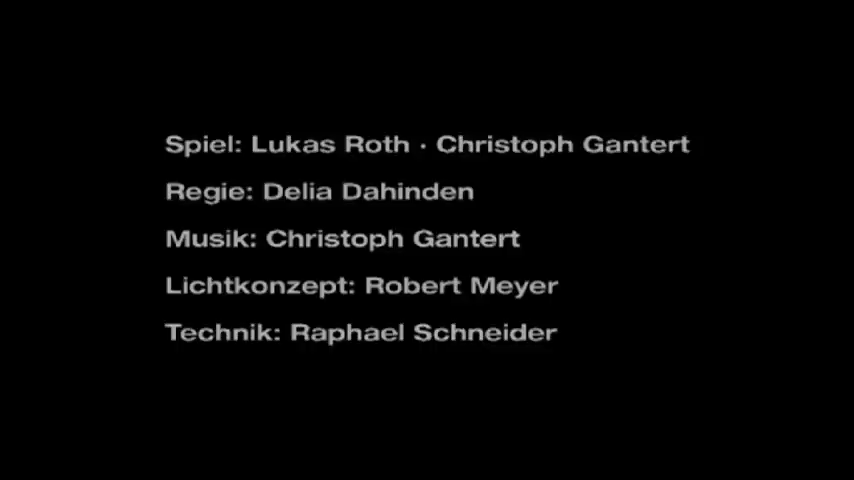 Spiel: Lukas Roth · Christoph Gantert
Regie: Delia Dahinden
Musik: Christoph Gantert
Lichtkonzept: Robert Meyer
Technik: Raphael Schneider